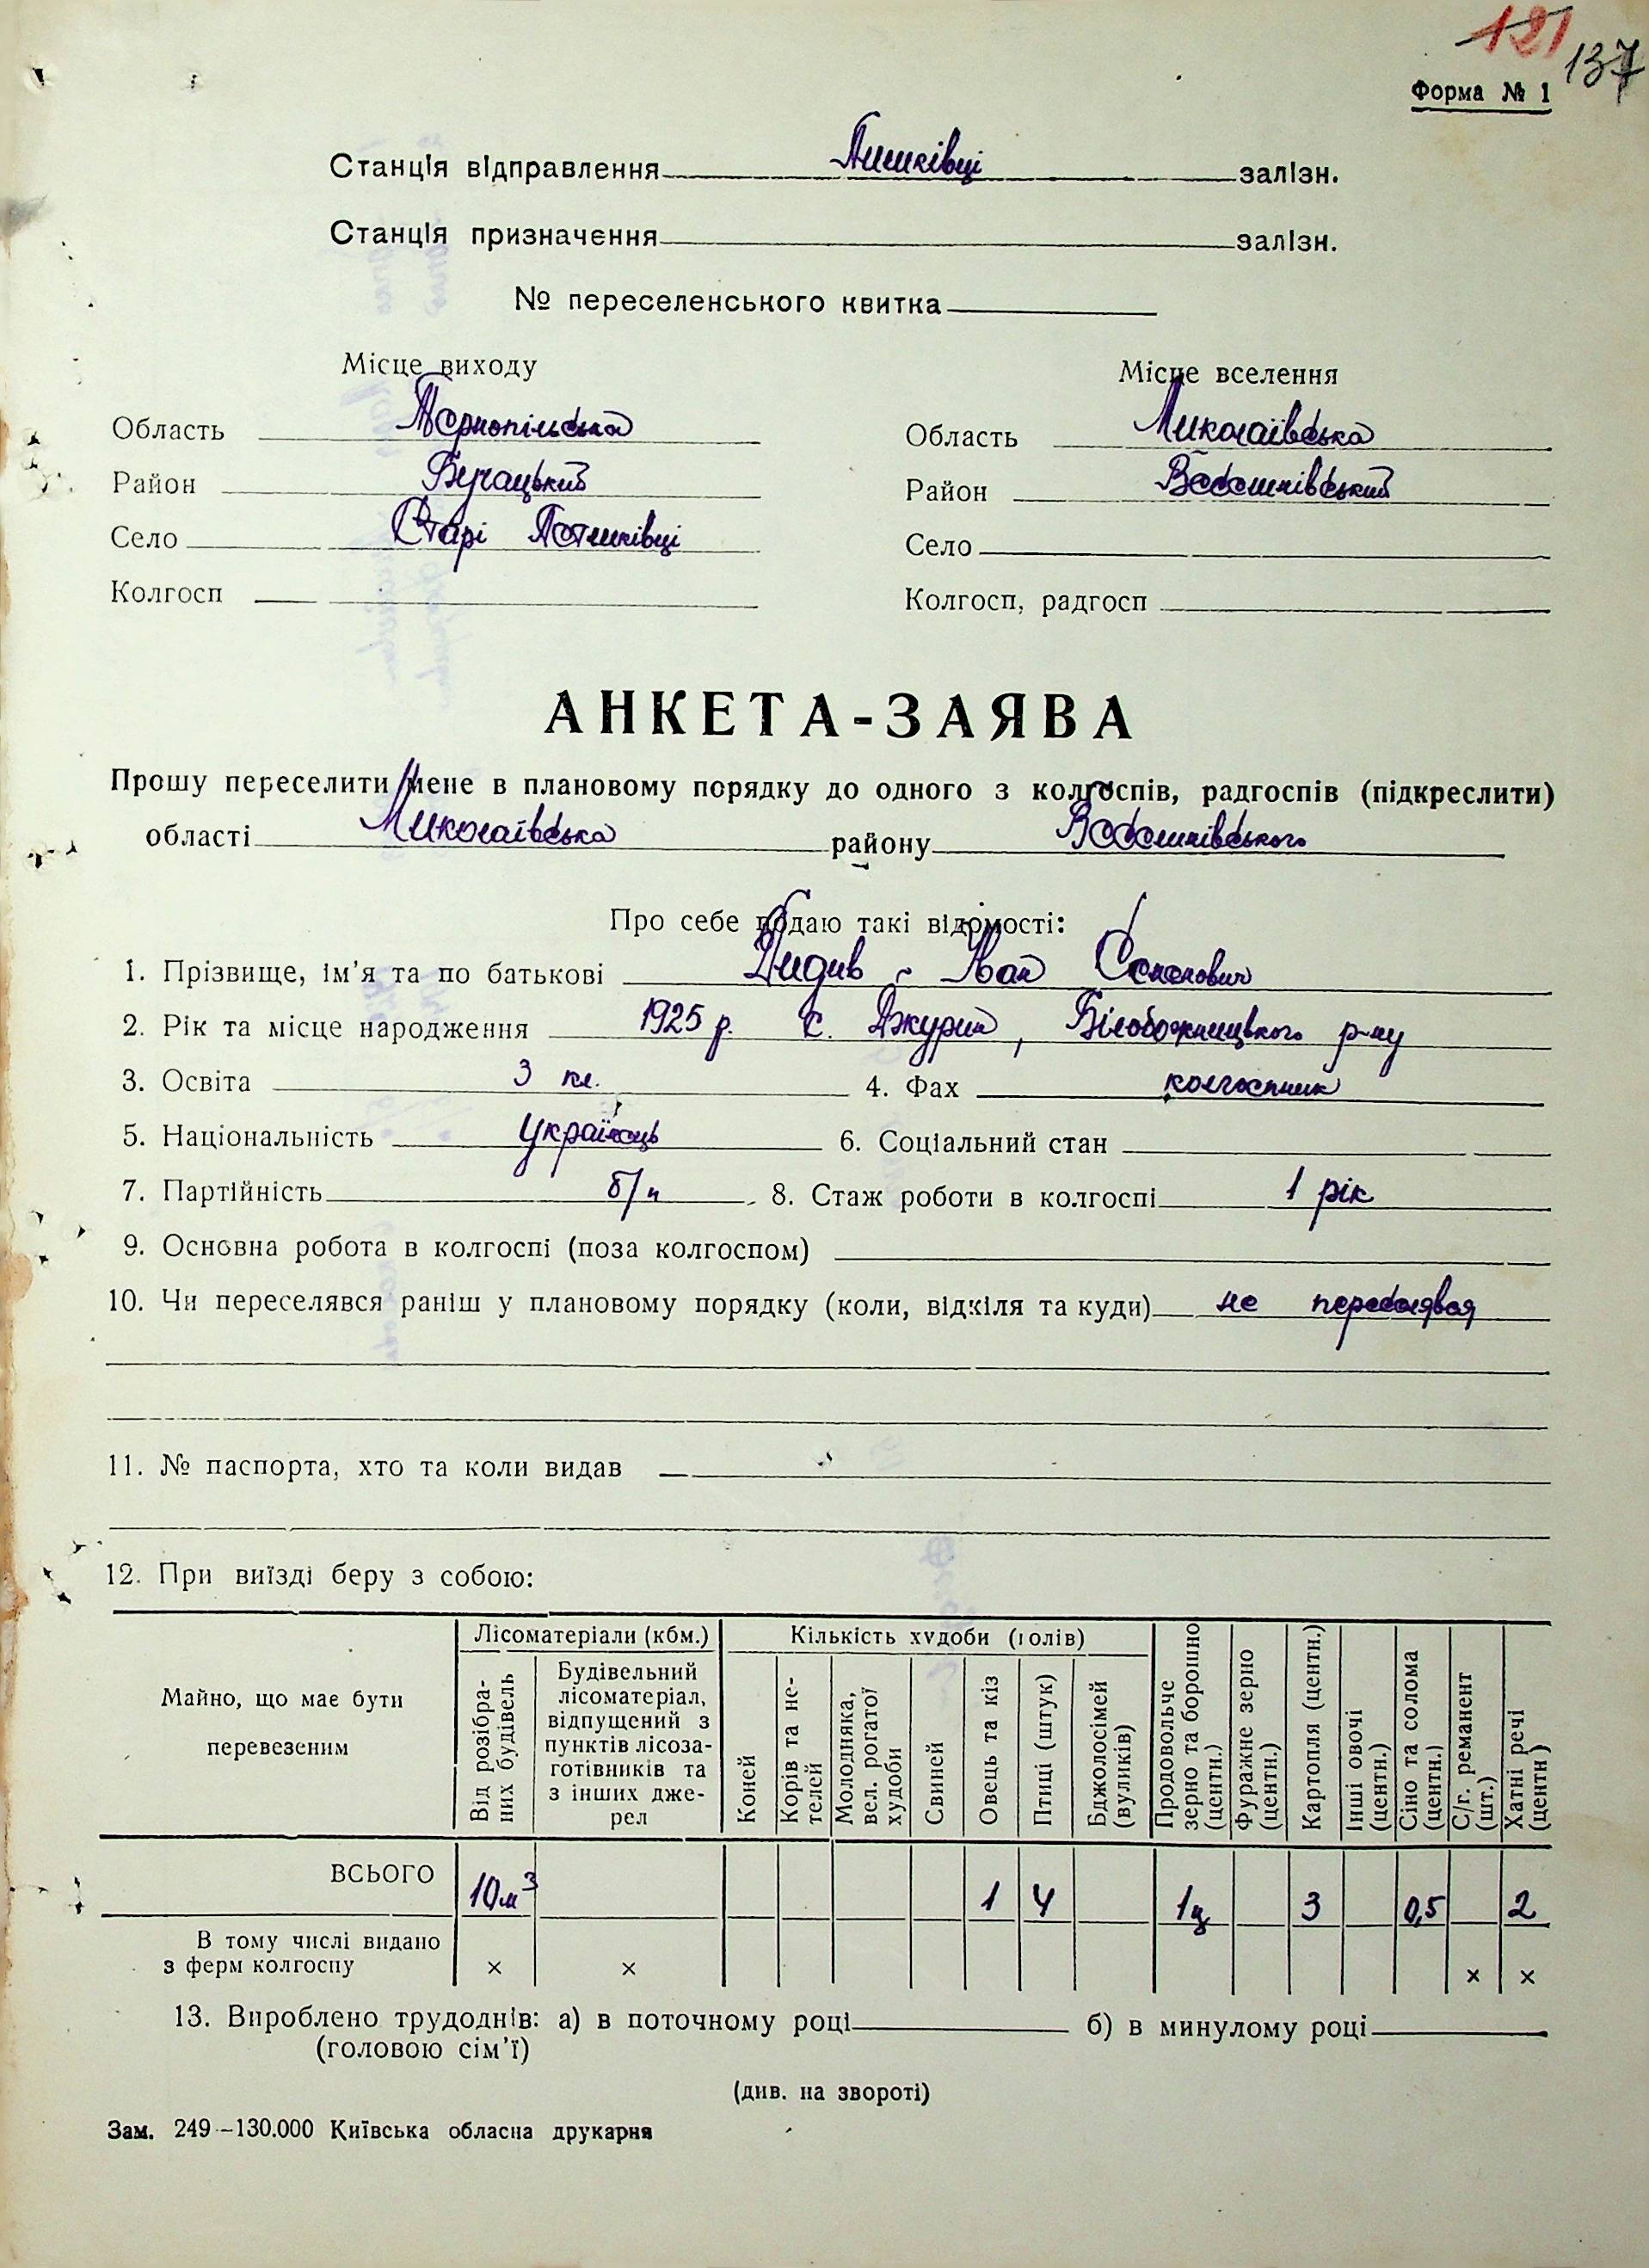 121 137
Форма № 1
Станція відправлення Пишківці залізн.
Станція призначення залізн.
№ переселенського квитка
Місце виходу
Місце вселення
Область Тернопільська
Область Миколаївська
Район Бучацький
Район
Село Старі Петликівці
Село
Колгосп
Колгосп, радгосп
АНКЕТА-ЗАЯВА
Прошу переселити мене в плановому порядку до одного з колгоспів, радгоспів (підкреслити)
області Миколаївська району
Про себе подаю такі відомості:
1. Прізвище, ім'я та по батькові Дидив Іван
2. Рік та місце народження 1925 р. с. Джурин, Білобожницького р-ну
3. Освіта 3 кл. 4. Фах колгоспник
5. Національність Українець 6. Соціальний стан
7. Партійність б/п 8. Стаж роботи в колгоспі 1 рік
9. Основна робота в колгоспі (поза колгоспом)
10. Чи переселявся раніш у плановому порядку (коли, відкіля та куди) не переселявся
11. № паспорта, хто та коли видав
12. При виїзді беру з собою:
Майно, що має бути перевезеним
Лісоматеріали (кбм.)
Кількість худоби (голів)
Від розібраних будівель
Будівельний лісоматеріал, відпущений з пунктів лісозаготівників та з інших джерел
Коней
Корів та нетелей
Молодняка, вел. рогатої худоби
Свиней
Овець та кіз
Птиці (штук)
Бджолосімей (вуликів)
Продовольче зерно та борошно (центн.)
Фуражне зерно (центн.)
Картопля (центн.)
Інші овочі (центн.)
Сіно та солома (центн.)
С/г. реманент (шт.)
Хатні речі (центн)
ВСЬОГО 10м³ 1 4 1ц 3 0,5 2
В тому числі видано з ферм колгоспу × × × ×
13. Вироблено трудоднів: а) в поточному році б) в минулому році
(головою сім'ї)
(див. на звороті)
Зам. 249–130.000 Київська обласна друкарня